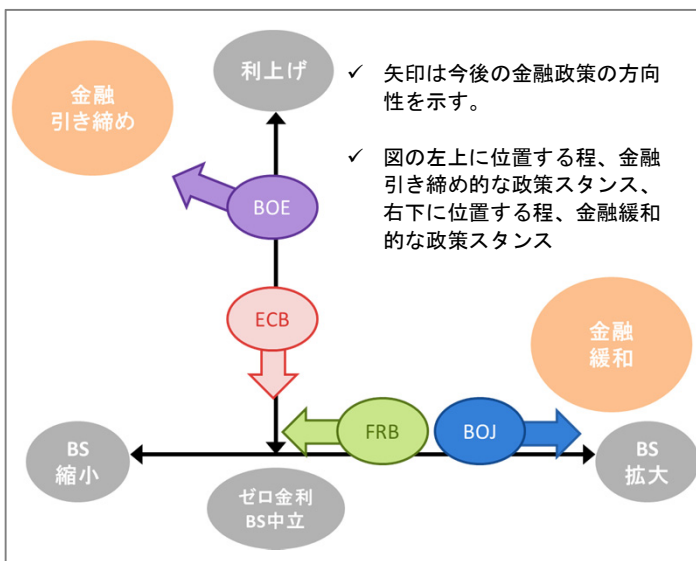 金融
引き締め
利上げ
✓ 矢印は今後の金融政策の方向
性を示す。
✓ 図の左上に位置する程、金融
引き締め的な政策スタンス、
右下に位置する程、金融緩和
的な政策スタンス
BOE
ECB
金融
緩和
FRB
BOJ
BS
縮小
BS
拡大
ゼロ金利
BS中立